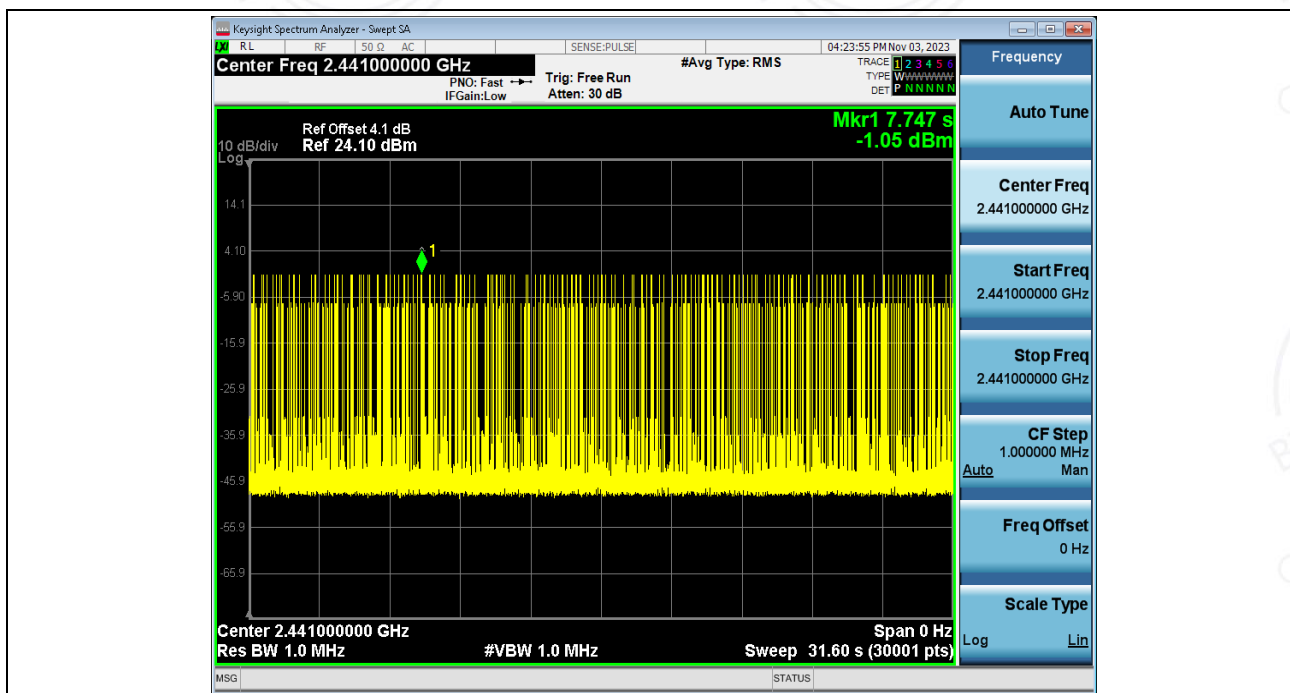 Keysight Spectrum Analyzer - Swept SA
LXI RL RF 50 Ω AC SENSE:PULSE 04:23:55 PM Nov 03, 2023
Center Freq 2.441000000 GHz #Avg Type: RMS TRACE 1 2 3 4 5 6
PNO: Fast Trig: Free Run TYPE WWWWWW
IFGain:Low Atten: 30 dB DET P N N N N N
Frequency
Auto Tune
Mkr1 7.747 s
Ref Offset 4.1 dB
10 dB/div Ref 24.10 dBm -1.05 dBm
Log
14.1
4.10
1
-5.90
-15.9
-25.9
-35.9
-45.9
-55.9
-65.9
Center Freq
2.441000000 GHz
Start Freq
2.441000000 GHz
Stop Freq
2.441000000 GHz
CF Step
1.000000 MHz
Auto Man
Freq Offset
0 Hz
Scale Type
Log Lin
Center 2.441000000 GHz Span 0 Hz
Res BW 1.0 MHz #VBW 1.0 MHz Sweep 31.60 s (30001 pts)
MSG STATUS